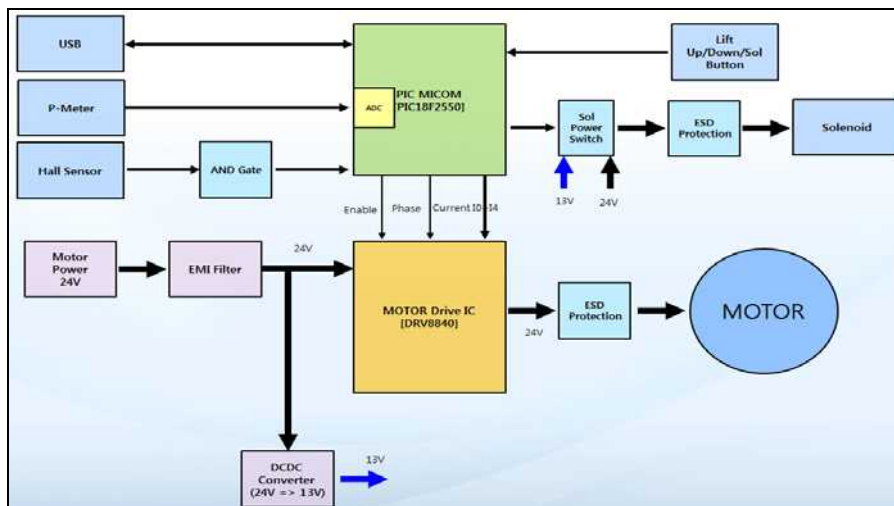 USB
P-Meter
Hall Sensor
AND Gate
ADC
PIC MICOM
[PIC18F2550]
Lift
Up/Down/Sol
Button
Sol
Power
Switch
ESD
Protection
Solenoid
13V
24V
Enable
Phase
Current I0~I4
Motor
Power
24V
EMI Filter
24V
MOTOR Drive IC
[DRV8840]
24V
ESD
Protection
MOTOR
DCDC
Converter
(24V => 13V)
13V